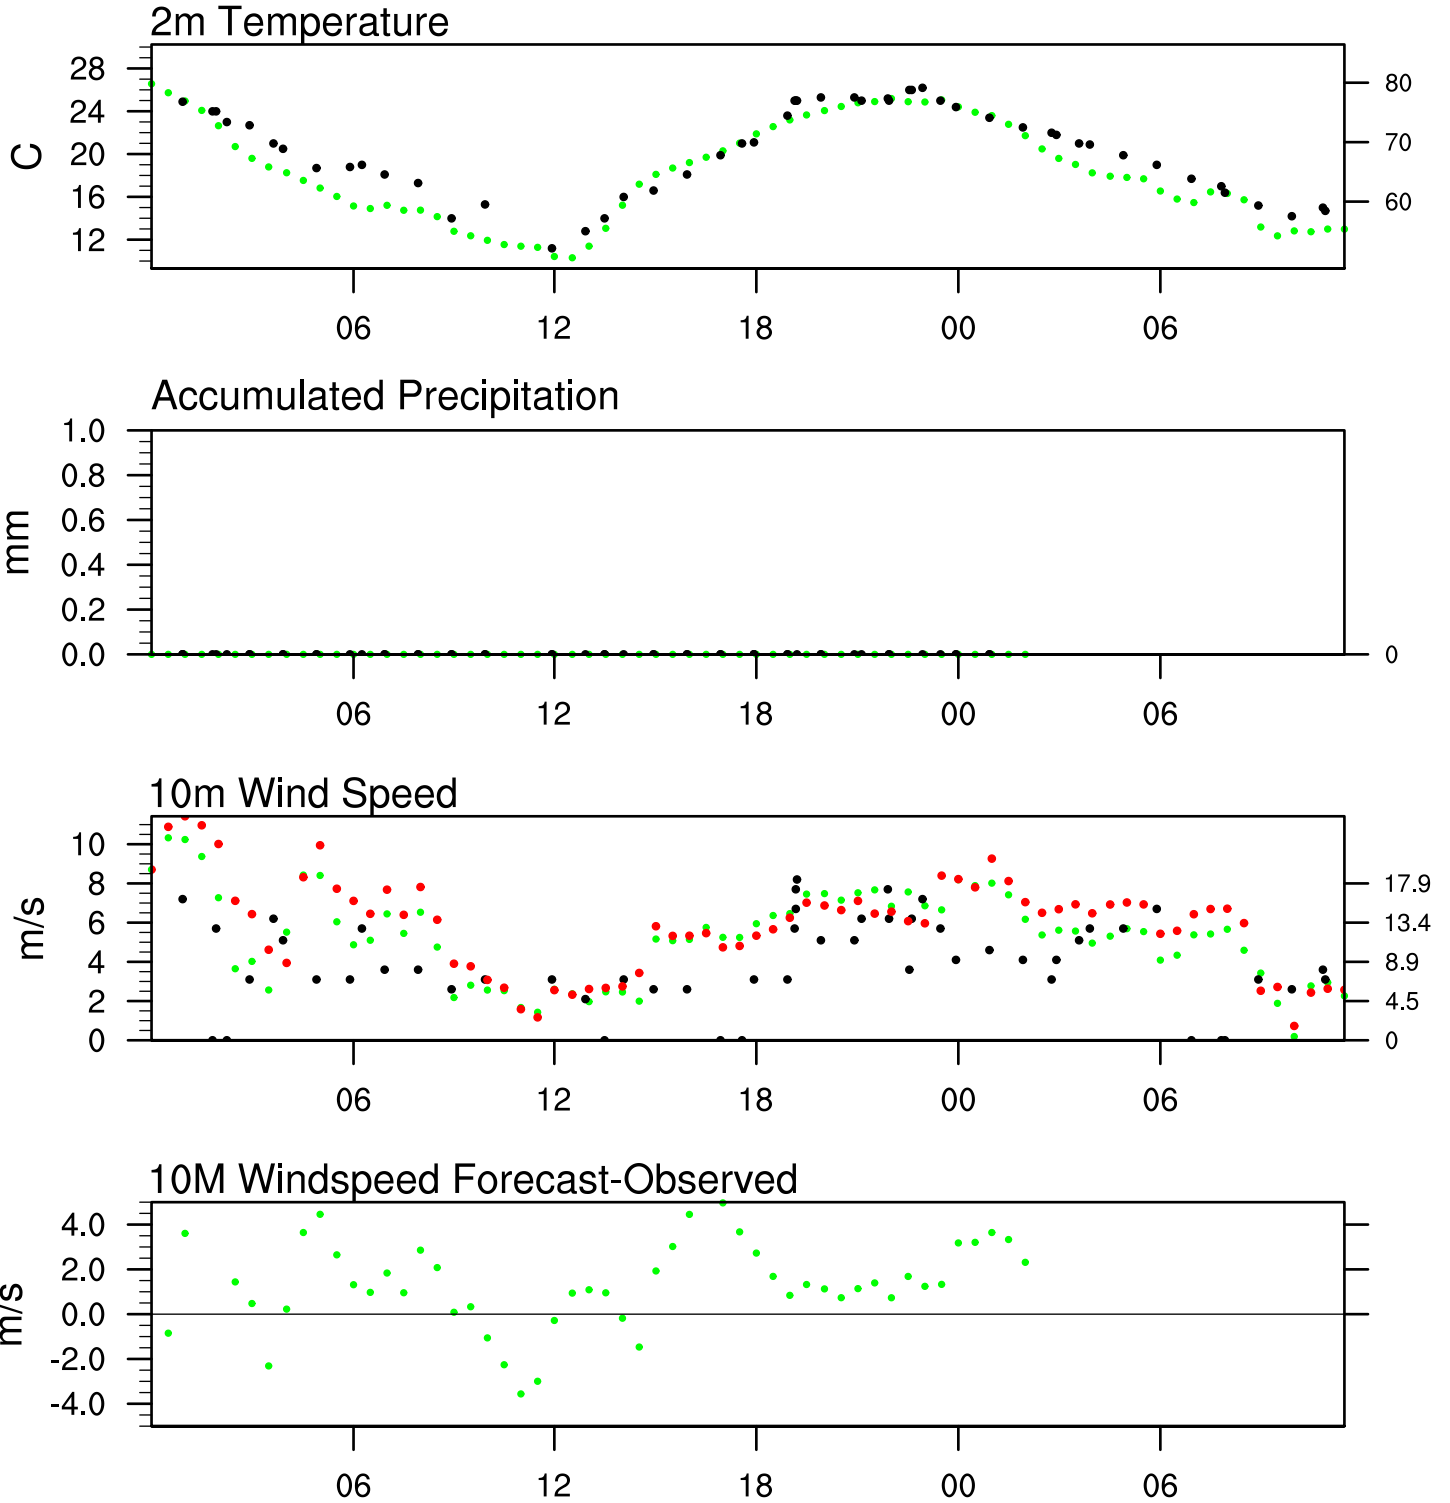 2m Temperature
28
24
20
16
12
C
80
70
60
06 12 18 00 06
Accumulated Precipitation
1.0
0.8
0.6
0.4
0.2
0.0
mm
0
06 12 18 00 06
10m Wind Speed
10
8
6
4
2
0
m/s
17.9
13.4
8.9
4.5
0
06 12 18 00 06
10M Windspeed Forecast-Observed
4.0
2.0
0.0
-2.0
-4.0
m/s
06 12 18 00 06